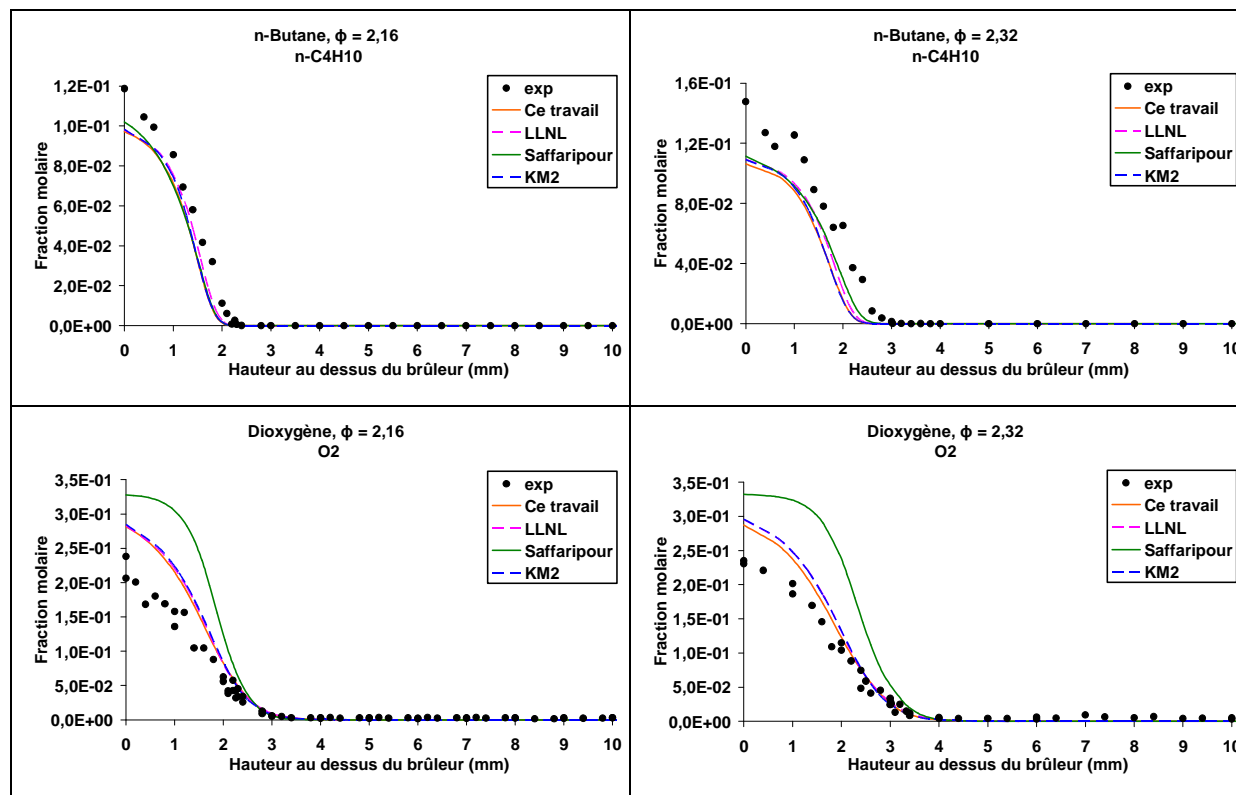 n-Butane, ϕ = 2,16
n-C4H10
1,2E-01
1,0E-01
8,0E-02
6,0E-02
4,0E-02
2,0E-02
0,0E+00
Fraction molaire
0 1 2 3 4 5 6 7 8 9 10
Hauteur au dessus du brûleur (mm)
exp
Ce travail
LLNL
Saffaripour
KM2
n-Butane, ϕ = 2,32
n-C4H10
1,6E-01
1,2E-01
8,0E-02
4,0E-02
0,0E+00
Fraction molaire
0 1 2 3 4 5 6 7 8 9 10
Hauteur au dessus du brûleur (mm)
exp
Ce travail
LLNL
Saffaripour
KM2
Dioxygène, ϕ = 2,16
O2
3,5E-01
3,0E-01
2,5E-01
2,0E-01
1,5E-01
1,0E-01
5,0E-02
0,0E+00
Fraction molaire
0 1 2 3 4 5 6 7 8 9 10
Hauteur au dessus du brûleur (mm)
exp
Ce travail
LLNL
Saffaripour
KM2
Dioxygène, ϕ = 2,32
O2
3,5E-01
3,0E-01
2,5E-01
2,0E-01
1,5E-01
1,0E-01
5,0E-02
0,0E+00
Fraction molaire
0 1 2 3 4 5 6 7 8 9 10
Hauteur au dessus du brûleur (mm)
exp
Ce travail
LLNL
Saffaripour
KM2